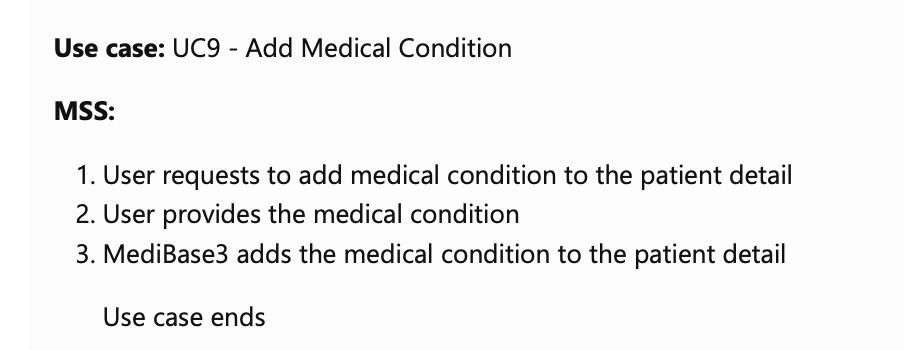 Use case: UC9 - Add Medical Condition
MSS:
1. User requests to add medical condition to the patient detail
2. User provides the medical condition
3. MediBase3 adds the medical condition to the patient detail
Use case ends